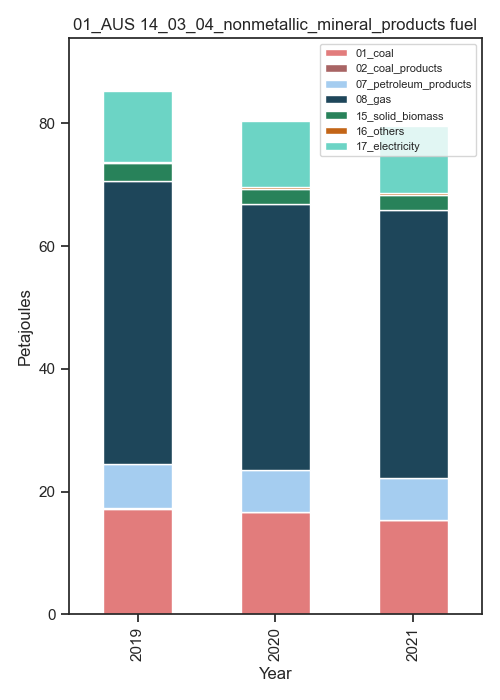 01_AUS 14_03_04_nonmetallic_mineral_products fuel
01_coal
02_coal_products
07_petroleum_products
08_gas
15_solid_biomass
16_others
17_electricity
80
60
40
20
0
Petajoules
2019
2020
2021
Year